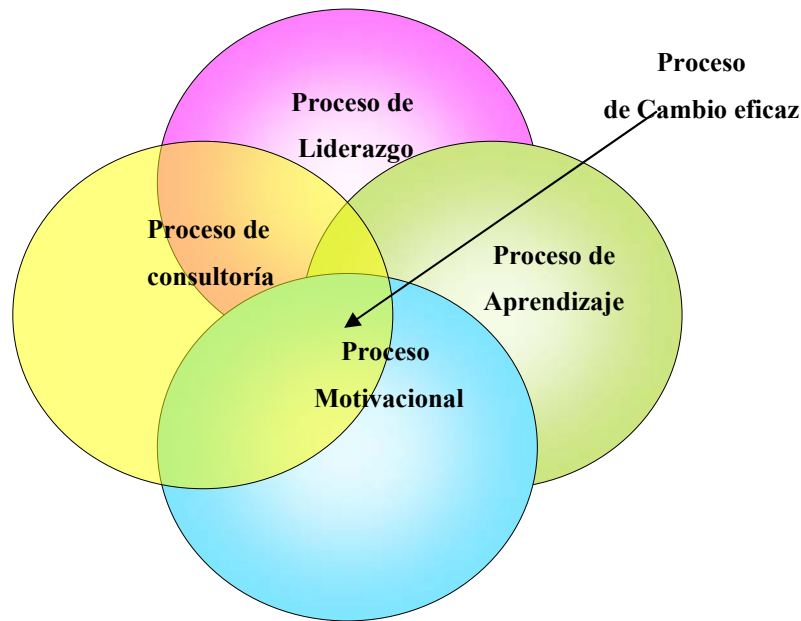 Proceso
de Cambio eficaz
Proceso de
Liderazgo
Proceso de
consultoría
Proceso de
Aprendizaje
Proceso
Motivacional